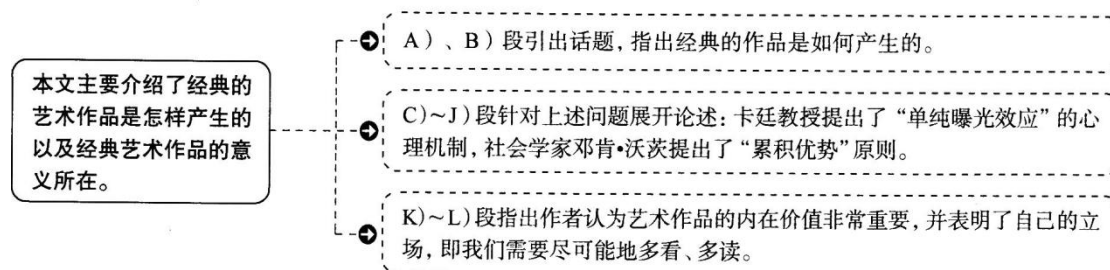 本文主要介绍了经典的
艺术作品是怎样产生的
以及经典艺术作品的意
义所在。
A）、B）段引出话题，指出经典的作品是如何产生的。
C)～J)段针对上述问题展开论述：卡廷教授提出了“单纯曝光效应”的心
理机制，社会学家邓肯•沃茨提出了“累积优势”原则。
K)～L)段指出作者认为艺术作品的内在价值非常重要，并表明了自己的立
场，即我们需要尽可能地多看、多读。